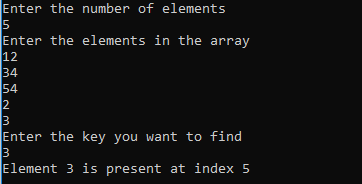 Enter the number of elements
5
Enter the elements in the array
12
34
54
2
3
Enter the key you want to find
3
Element 3 is present at index 5